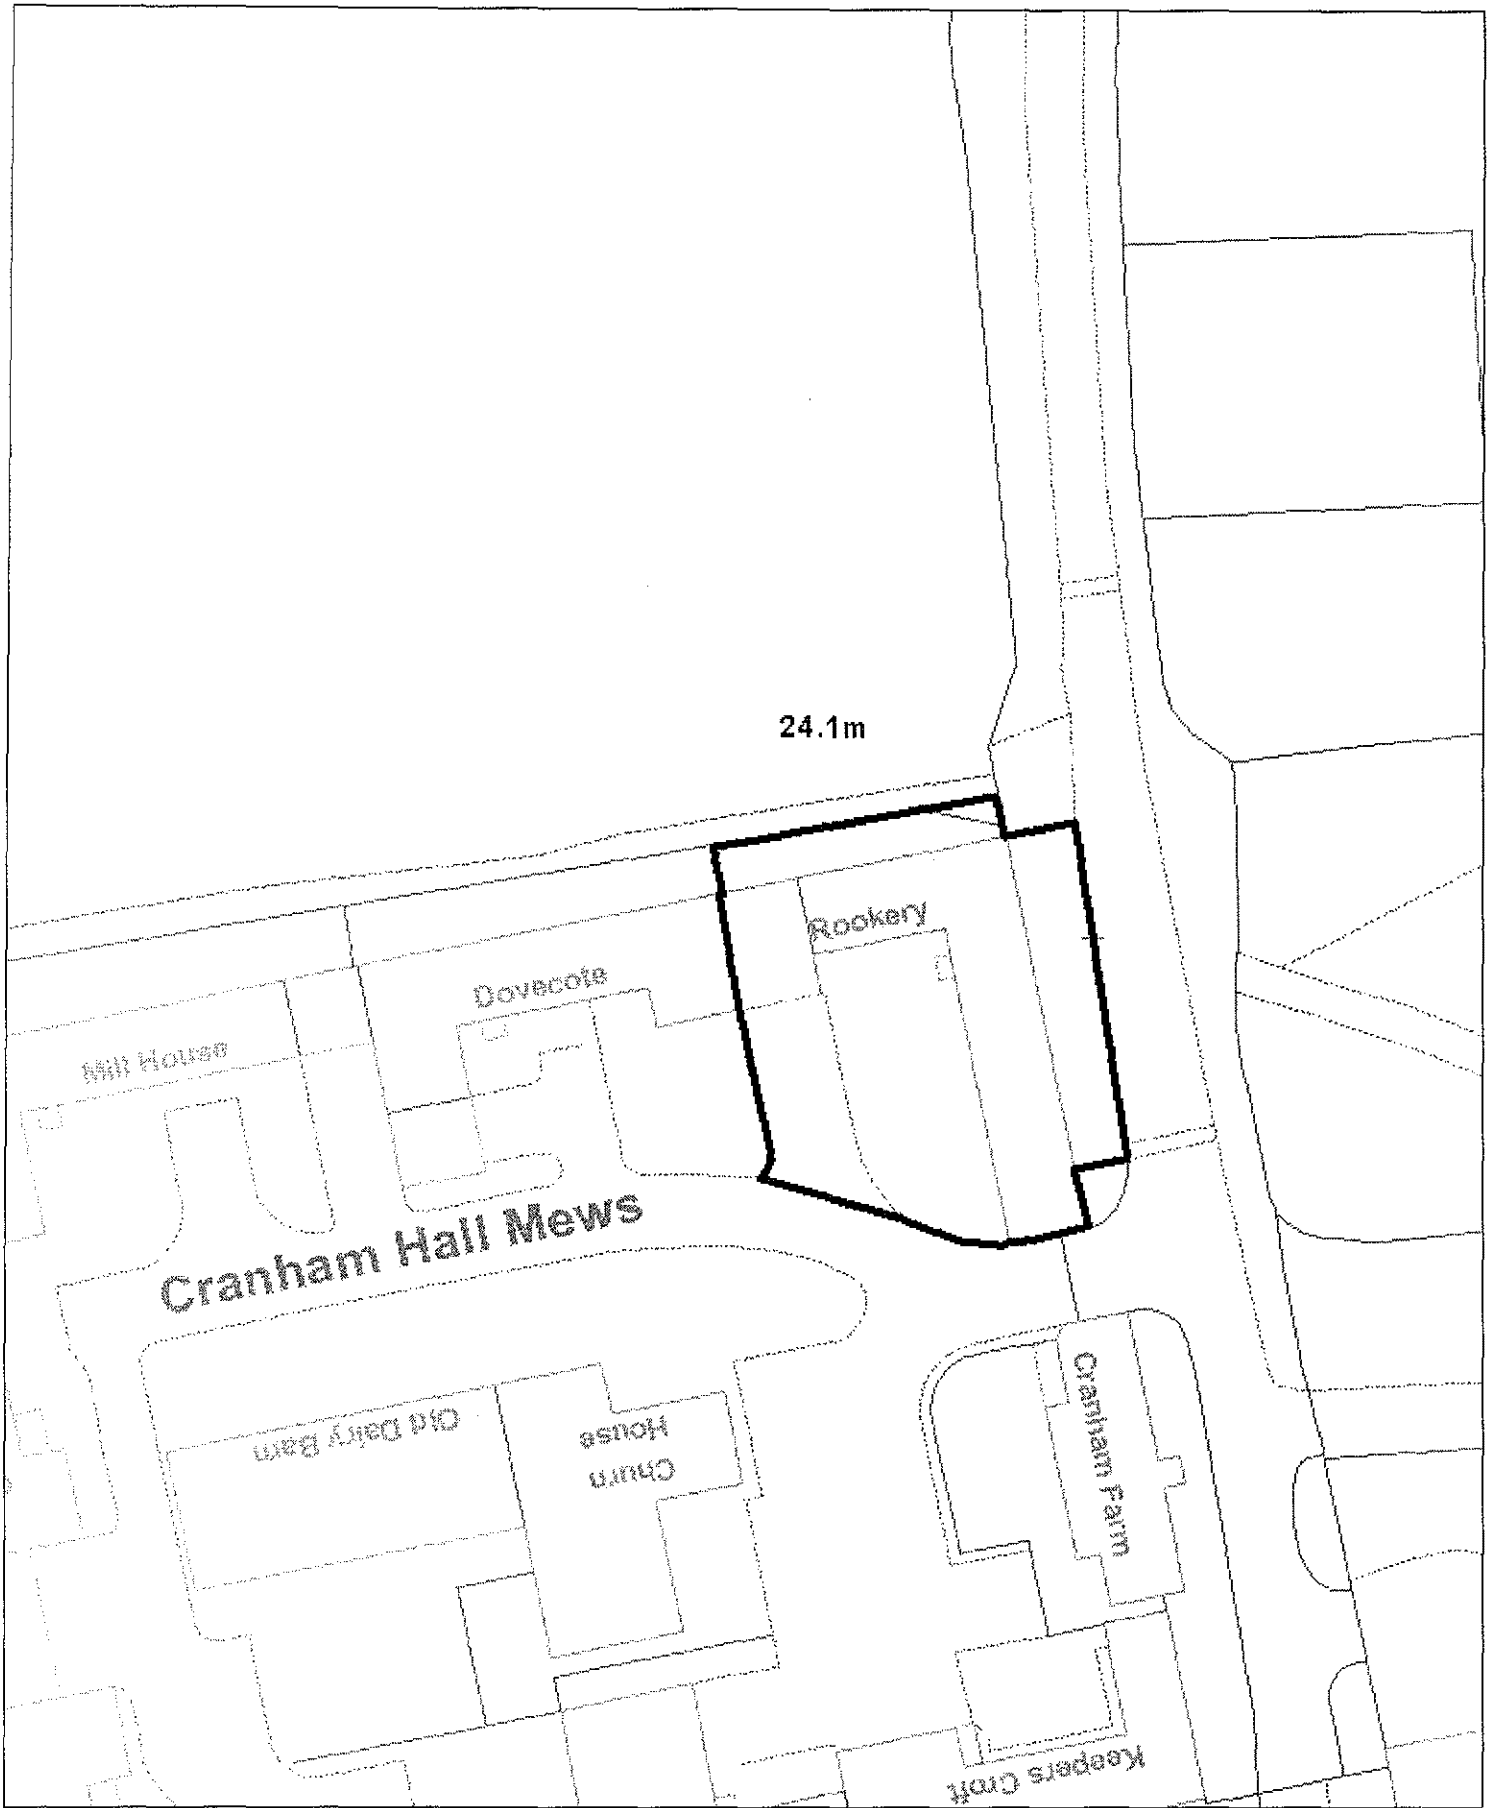 24.1m
Rookery
Dovecote
Mill House
Cranham Hall Mews
Old Dairy Barn
Churn
House
Cranham Farm
Keepers Croft